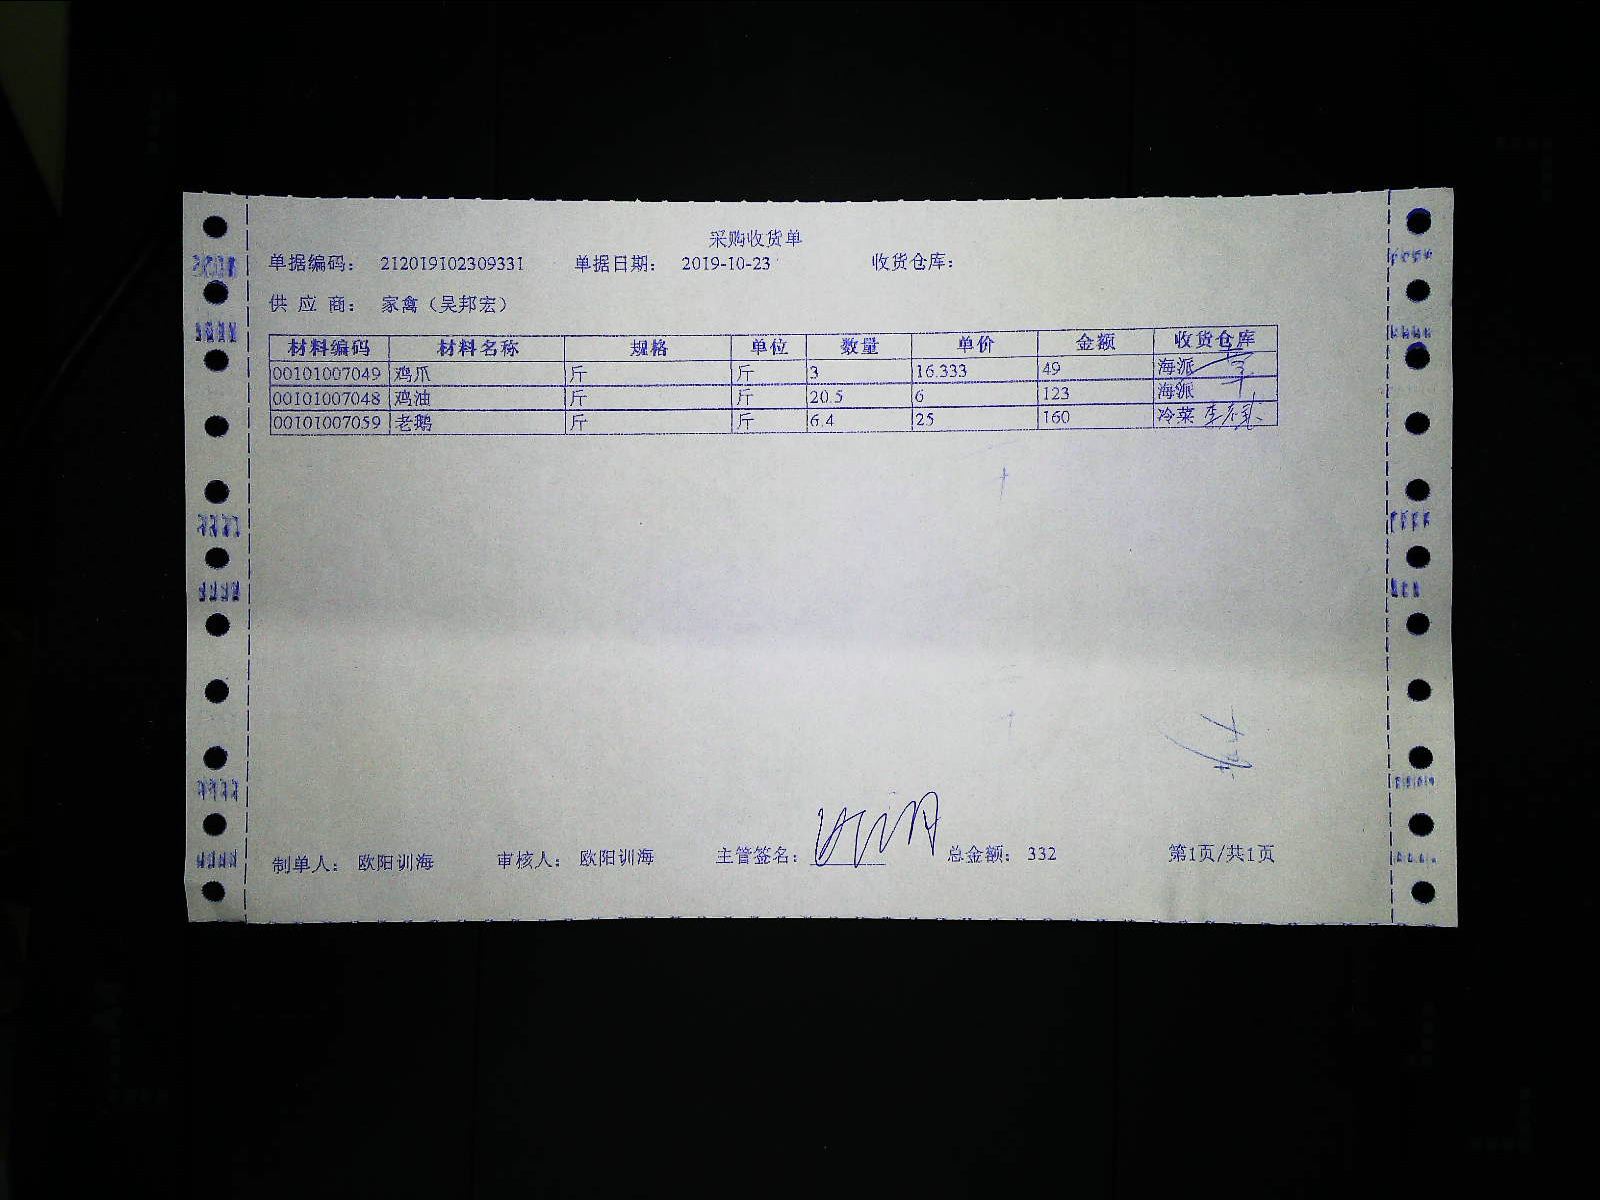 采购收货单
单据编码： 212019102309331 单据日期： 2019-10-23 收货仓库：
供 应 商： 家禽（吴邦宏）
材料编码 材料名称 规格 单位 数量 单价 金额 收货仓库
00101007049 鸡爪 斤 斤 3 16.333 49 海派
00101007048 鸡油 斤 斤 20.5 6 123 海派
00101007059 老鹅 斤 斤 6.4 25 160 冷菜
制单人： 欧阳训海 审核人： 欧阳训海 主管签名： 总金额： 332 第1页/共1页